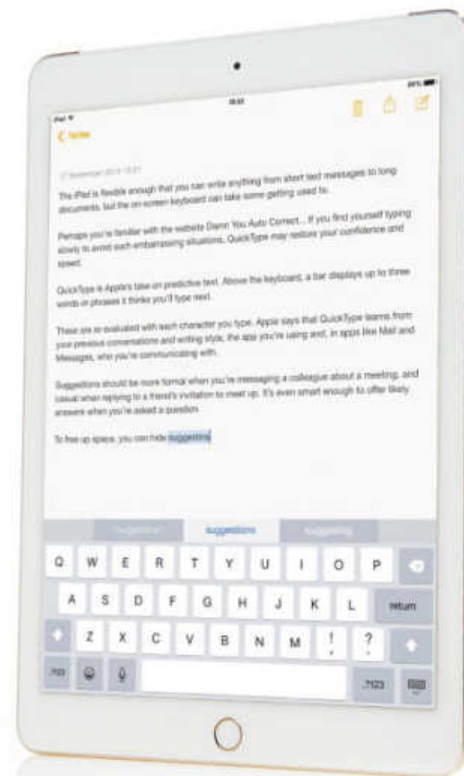 iPad
Notes
The iPad is flexible enough that you can write anything from short text messages to long
documents, but the on-screen keyboard can take some getting used to.
Perhaps you're familiar with the website Damn You Auto Correct... If you find yourself typing
slowly to avoid such embarrassing situations, QuickType may restore your confidence and
speed.
QuickType is Apple's take on predictive text. Above the keyboard, a bar displays up to three
words or phrases it thinks you'll type next.
These are re-evaluated with each character you type. Apple says that QuickType learns from
your previous conversations and writing style, the app you're using and, in apps like Mail and
Messages, who you're communicating with.
Suggestions should be more formal when you're messaging a colleague about a meeting, and
casual when replying to a friend's invitation to meet up. It's even smart enough to offer likely
answers when you're asked a question.
To free up space, you can hide
suggestions
Q W E R T Y U I O P
A S D F G H J K L return
Z X C V B N M ! , ? .
.?123 .?123